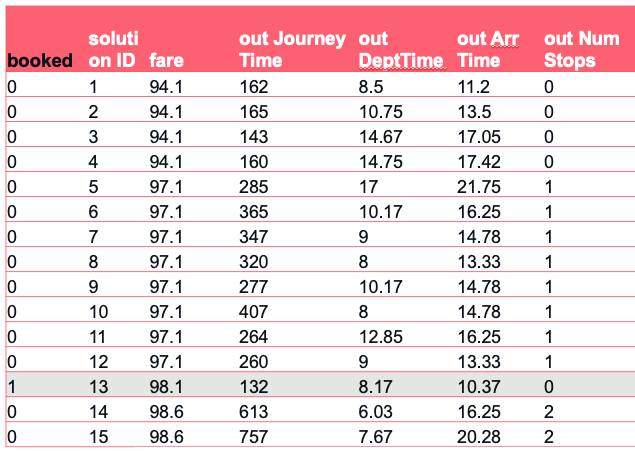 booked soluti on ID fare out Journey Time out DeptTime out Arr Time out Num Stops
0 1 94.1 162 8.5 11.2 0
0 2 94.1 165 10.75 13.5 0
0 3 94.1 143 14.67 17.05 0
0 4 94.1 160 14.75 17.42 0
0 5 97.1 285 17 21.75 1
0 6 97.1 365 10.17 16.25 1
0 7 97.1 347 9 14.78 1
0 8 97.1 320 8 13.33 1
0 9 97.1 277 10.17 14.78 1
0 10 97.1 407 8 14.78 1
0 11 97.1 264 12.85 16.25 1
0 12 97.1 260 9 13.33 1
1 13 98.1 132 8.17 10.37 0
0 14 98.6 613 6.03 16.25 2
0 15 98.6 757 7.67 20.28 2